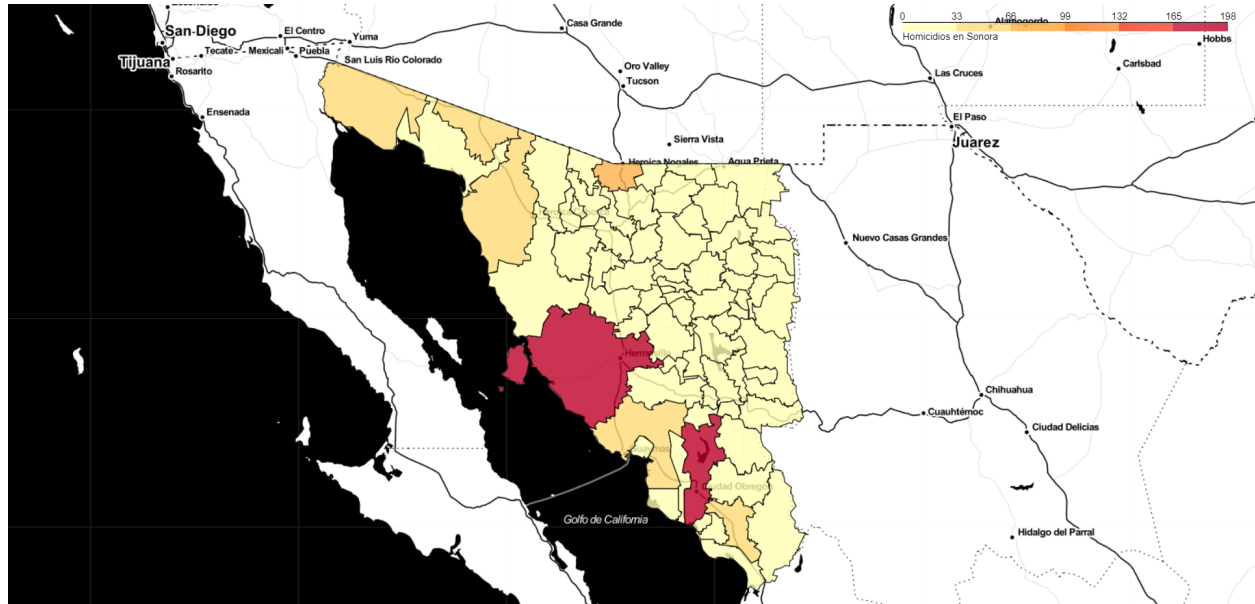 0 33 66 99 132 165 198
Homicidios en Sonora
Alamogordo
Hobbs
Casa Grande
San Diego
El Centro
Yuma
Tecate
Mexicali
Puebla
Tijuana
San Luis Rio Colorado
Rosarito
Oro Valley
Tucson
Las Cruces
Carlsbad
Ensenada
El Paso
Juarez
Sierra Vista
Heroica Nogales
Agua Prieta
Nuevo Casas Grandes
Hermosillo
Chihuahua
Cuauhtémoc
Ciudad Delicias
Guaymas
Ciudad Obregón
Golfo de California
Hidalgo del Parral